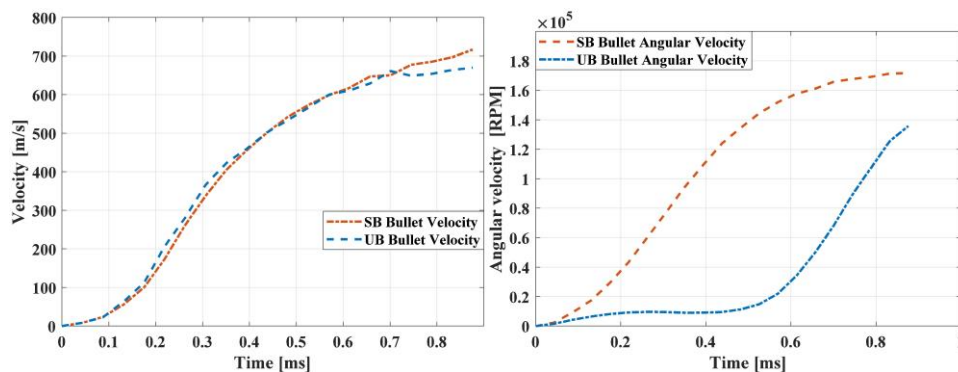 800
700
600
500
400
300
200
100
0
Velocity [m/s]
SB Bullet Velocity
UB Bullet Velocity
0 0.1 0.2 0.3 0.4 0.5 0.6 0.7 0.8
Time [ms]
×10⁵
SB Bullet Angular Velocity
UB Bullet Angular Velocity
1.8
1.6
1.4
1.2
1
0.8
0.6
0.4
0.2
0
Angular velocity [RPM]
0 0.2 0.4 0.6 0.8
Time [ms]